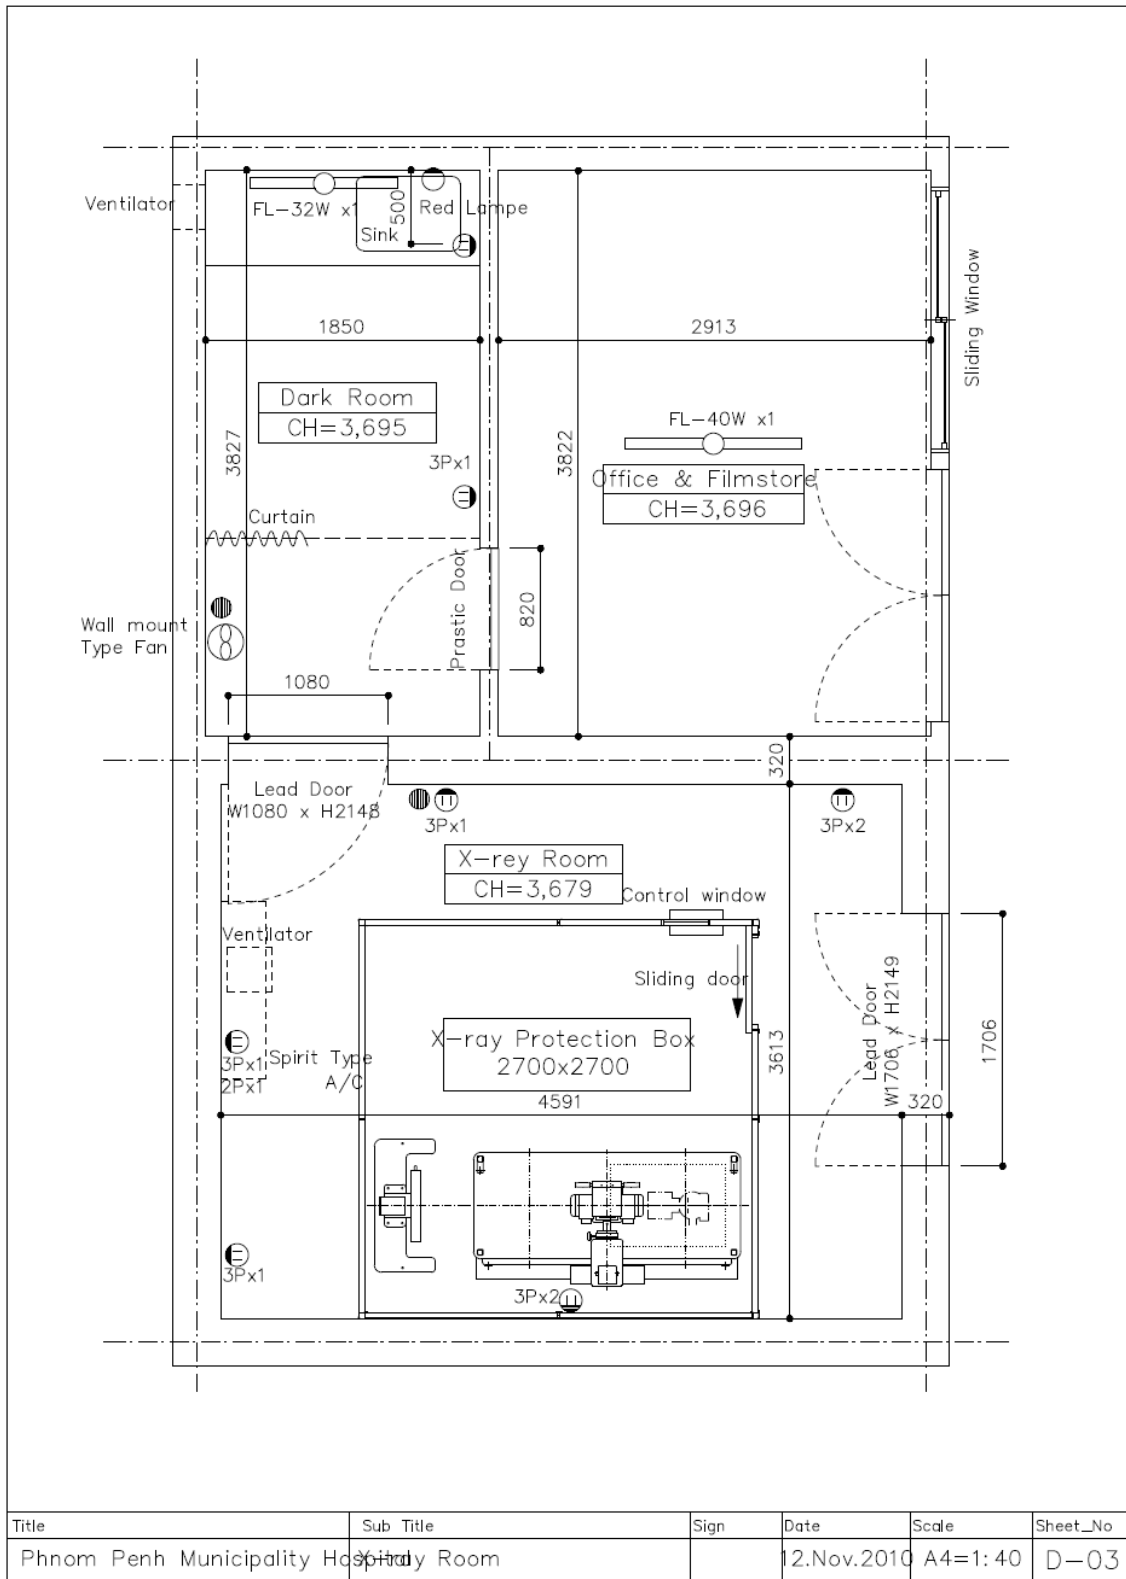 Ventilator
FL-32W x1
500
Red Lampe
Sink
1850
2913
Sliding Window
Dark Room
CH=3,695
FL-40W x1
3827
3822
3Px1
Office & Filmstore
CH=3,696
Curtain
Prastic Door
820
Wall mount
Type Fan
1080
320
Lead Door
W1080 x H2148
3Px1
3Px2
X-rey Room
CH=3,679
Control window
Ventilator
Sliding door
Lead Door
W1706 x H2149
1706
X-ray Protection Box
2700x2700
3613
3Px1
2Px1
Spirit Type
A/C
4591
320
3Px1
3Px2
Title
Sub Title
Sign
Date
Scale
Sheet_No
Phnom Penh Municipality Hospital
X-ray Room
12.Nov.2010
A4=1:40
D-03